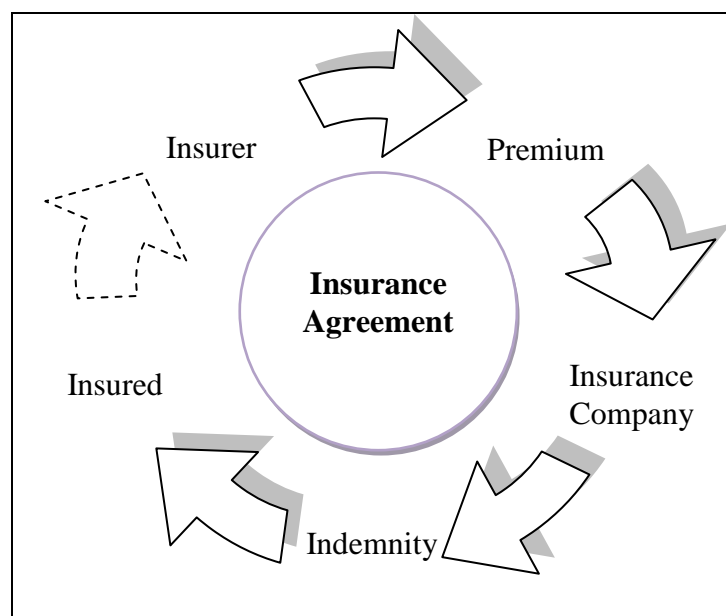 Insurer
Premium
Insurance
Agreement
Insured
Insurance
Company
Indemnity